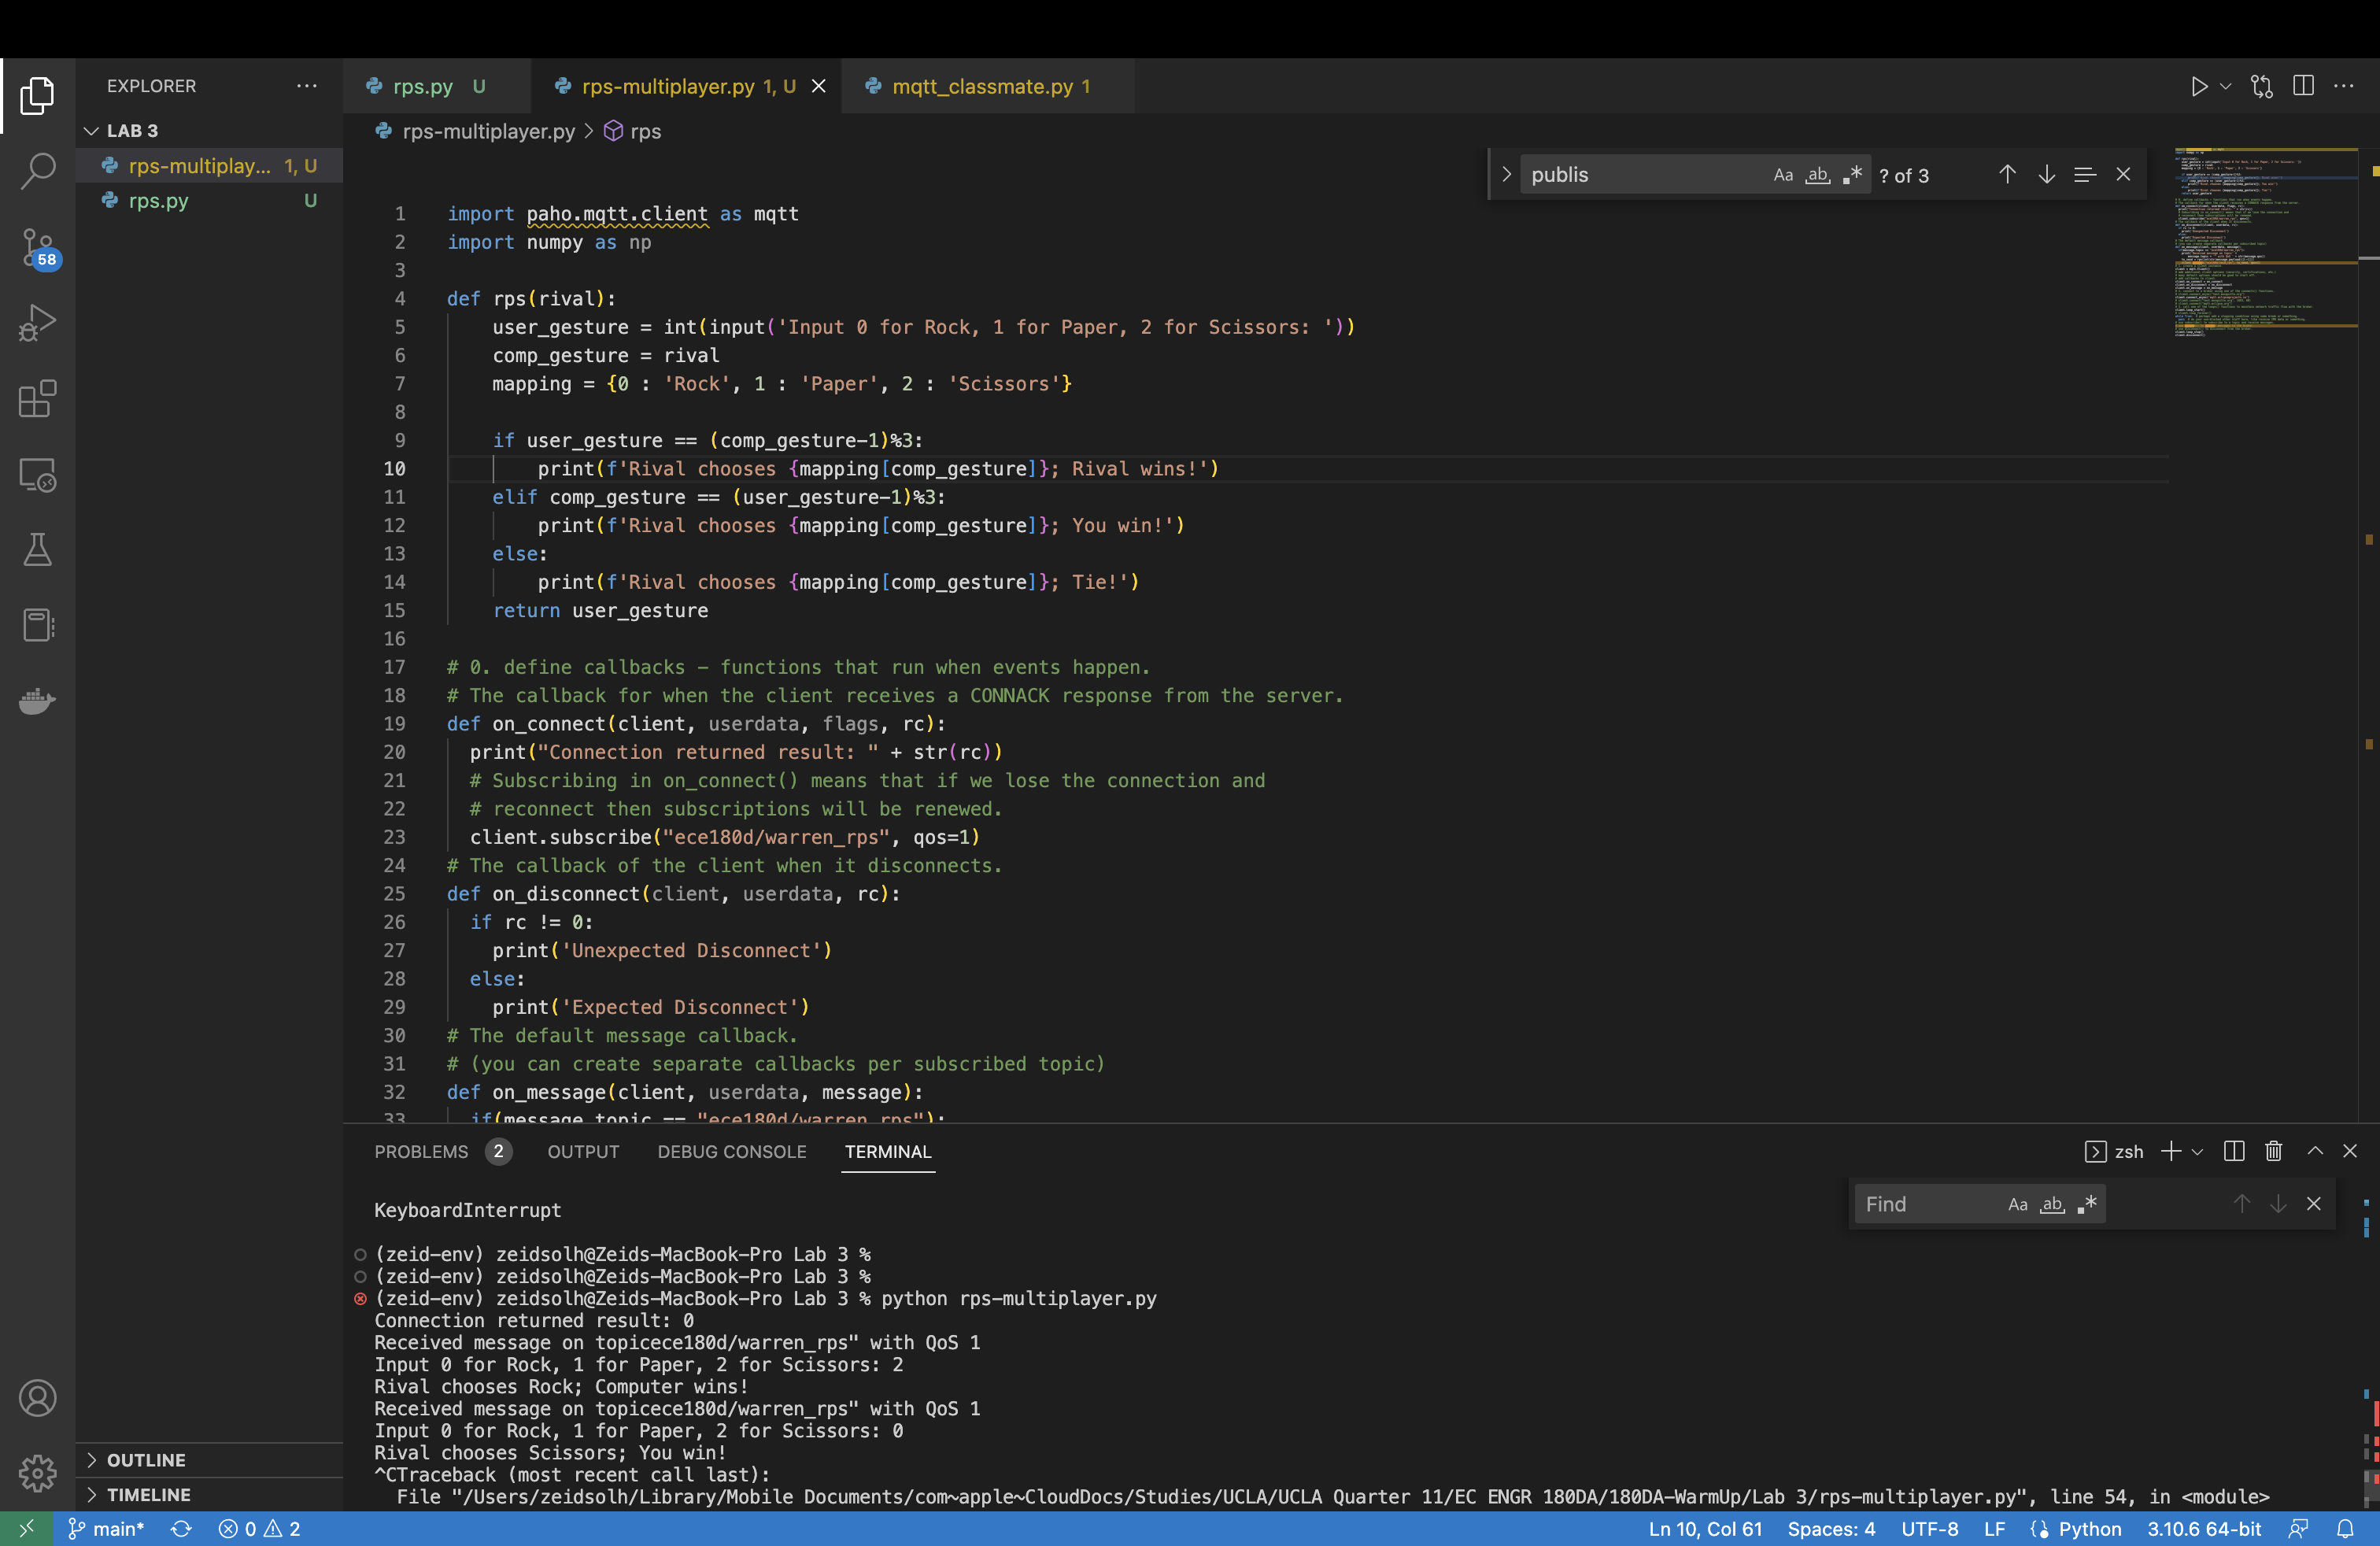 EXPLORER
LAB 3
rps-multiplay... 1, U
rps.py U
58
OUTLINE
TIMELINE
rps.py U
rps-multiplayer.py 1, U
mqtt_classmate.py 1
rps-multiplayer.py > rps
publis Aa ab ? of 3
1 import paho.mqtt.client as mqtt
2 import numpy as np
3
4 def rps(rival):
5 user_gesture = int(input('Input 0 for Rock, 1 for Paper, 2 for Scissors: '))
6 comp_gesture = rival
7 mapping = {0 : 'Rock', 1 : 'Paper', 2 : 'Scissors'}
8
9 if user_gesture == (comp_gesture-1)%3:
10 print(f'Rival chooses {mapping[comp_gesture]}; Rival wins!')
11 elif comp_gesture == (user_gesture-1)%3:
12 print(f'Rival chooses {mapping[comp_gesture]}; You win!')
13 else:
14 print(f'Rival chooses {mapping[comp_gesture]}; Tie!')
15 return user_gesture
16
17 # 0. define callbacks - functions that run when events happen.
18 # The callback for when the client receives a CONNACK response from the server.
19 def on_connect(client, userdata, flags, rc):
20 print("Connection returned result: " + str(rc))
21 # Subscribing in on_connect() means that if we lose the connection and
22 # reconnect then subscriptions will be renewed.
23 client.subscribe("ece180d/warren_rps", qos=1)
24 # The callback of the client when it disconnects.
25 def on_disconnect(client, userdata, rc):
26 if rc != 0:
27 print('Unexpected Disconnect')
28 else:
29 print('Expected Disconnect')
30 # The default message callback.
31 # (you can create separate callbacks per subscribed topic)
32 def on_message(client, userdata, message):
33 if(message.topic == "ece180d/warren_rps"):
PROBLEMS 2 OUTPUT DEBUG CONSOLE TERMINAL
zsh
Find Aa ab
KeyboardInterrupt
(zeid-env) zeidsolh@Zeids-MacBook-Pro Lab 3 %
(zeid-env) zeidsolh@Zeids-MacBook-Pro Lab 3 %
(zeid-env) zeidsolh@Zeids-MacBook-Pro Lab 3 % python rps-multiplayer.py
Connection returned result: 0
Received message on topicece180d/warren_rps" with QoS 1
Input 0 for Rock, 1 for Paper, 2 for Scissors: 2
Rival chooses Rock; Computer wins!
Received message on topicece180d/warren_rps" with QoS 1
Input 0 for Rock, 1 for Paper, 2 for Scissors: 0
Rival chooses Scissors; You win!
^CTraceback (most recent call last):
File "/Users/zeidsolh/Library/Mobile Documents/com~apple~CloudDocs/Studies/UCLA/UCLA Quarter 11/EC ENGR 180DA/180DA-WarmUp/Lab 3/rps-multiplayer.py", line 54, in <module>
main* 0 2 Ln 10, Col 61 Spaces: 4 UTF-8 LF Python 3.10.6 64-bit